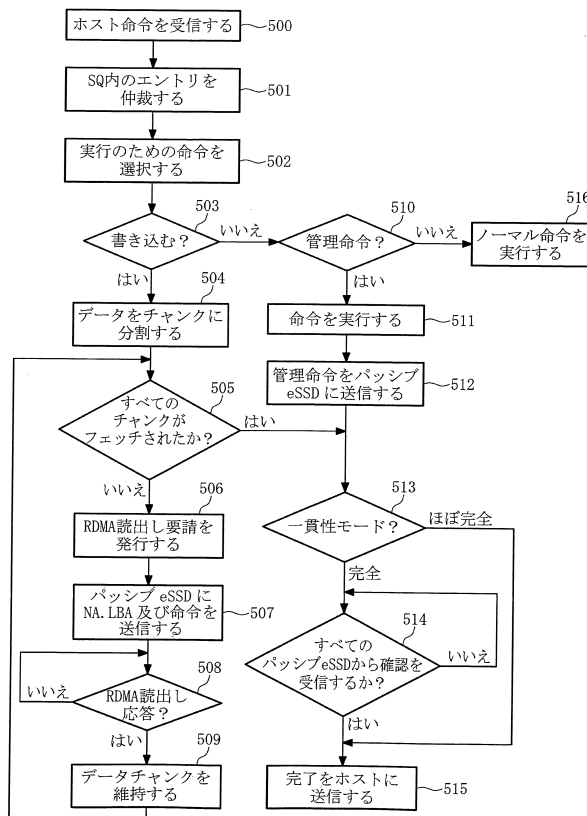 ホスト命令を受信する
500
SQ内のエントリを
仲裁する
501
実行のための命令を
選択する
502
503
書き込む?
いいえ
510
管理命令?
いいえ
516
ノーマル命令を
実行する
はい
504
データをチャンクに
分割する
はい
命令を実行する
511
管理命令をパッシブ
eSSDに送信する
512
505
すべての
チャンクが
フェッチされたか?
はい
いいえ
506
RDMA読出し要請を
発行する
513
一貫性モード?
ほぼ完全
完全
パッシブeSSDに
NA.LBA及び命令を
送信する
507
508
RDMA読出し
応答?
いいえ
はい
509
データチャンクを
維持する
514
すべての
パッシブeSSDから確認を
受信するか?
いいえ
はい
完了をホストに
送信する
515